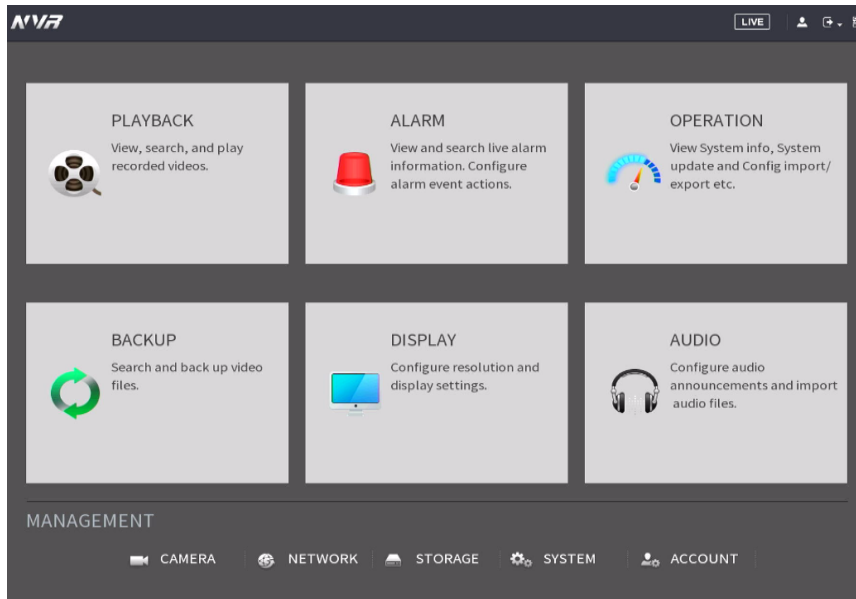 NVR
LIVE
PLAYBACK
View, search, and play
recorded videos.
ALARM
View and search live alarm
information. Configure
alarm event actions.
OPERATION
View System info, System
update and Config import/
export etc.
BACKUP
Search and back up video
files.
DISPLAY
Configure resolution and
display settings.
AUDIO
Configure audio
announcements and import
audio files.
MANAGEMENT
CAMERA
NETWORK
STORAGE
SYSTEM
ACCOUNT